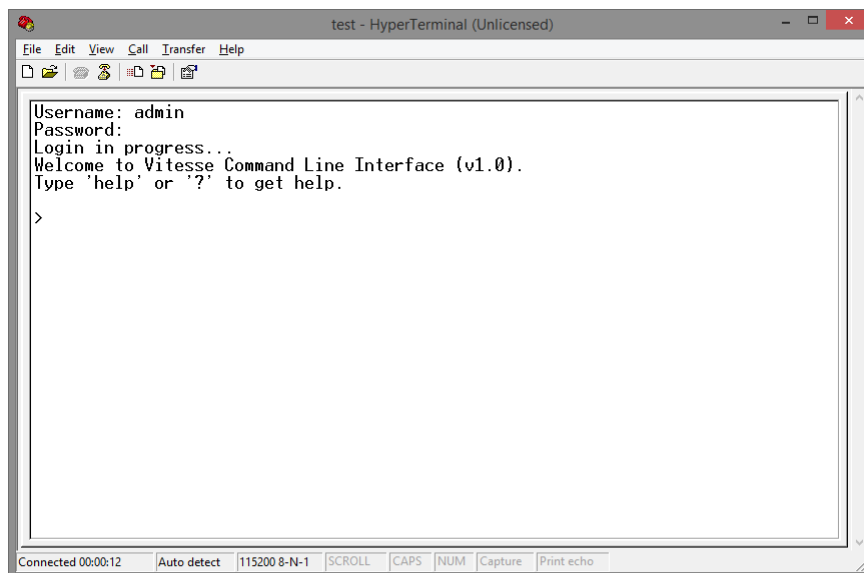 test - HyperTerminal (Unlicensed)
File Edit View Call Transfer Help
Username: admin
Password:
Login in progress...
Welcome to Vitesse Command Line Interface (v1.0).
Type 'help' or '?' to get help.
>
Connected 00:00:12 Auto detect 115200 8-N-1 SCROLL CAPS NUM Capture Print echo